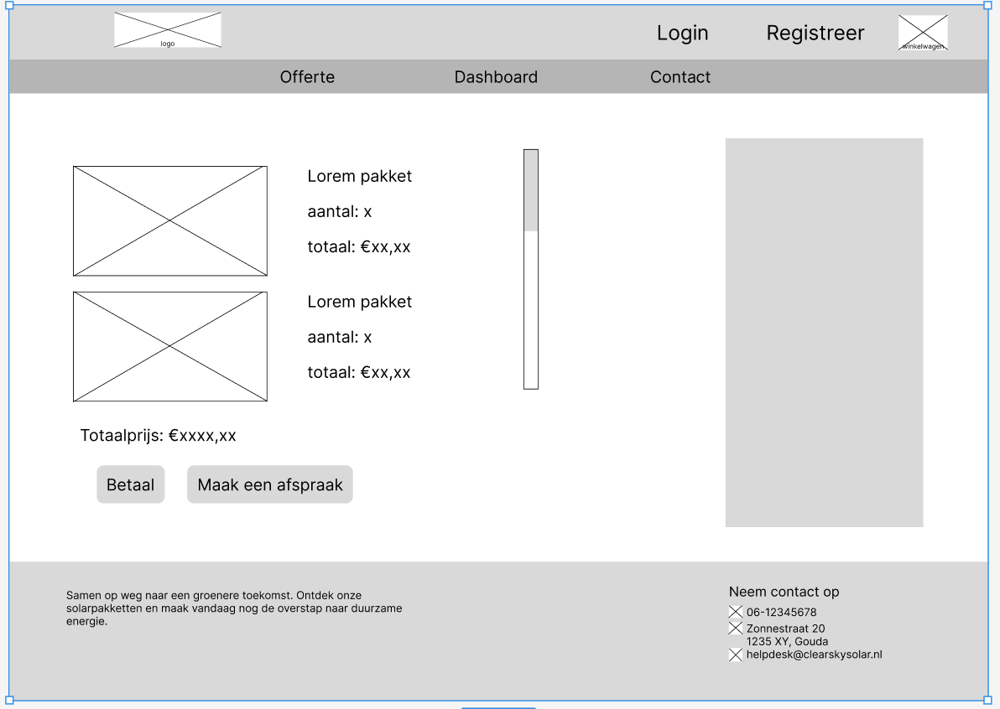 logo
Login
Registreer
winkelwagen
Offerte
Dashboard
Contact
Lorem pakket
aantal: x
totaal: €xx,xx
Lorem pakket
aantal: x
totaal: €xx,xx
Totaalprijs: €xxxx,xx
Betaal
Maak een afspraak
Samen op weg naar een groenere toekomst. Ontdek onze
solarpakketten en maak vandaag nog de overstap naar duurzame
energie.
Neem contact op
06-12345678
Zonnestraat 20
1235 XY, Gouda
helpdesk@clearskysolar.nl